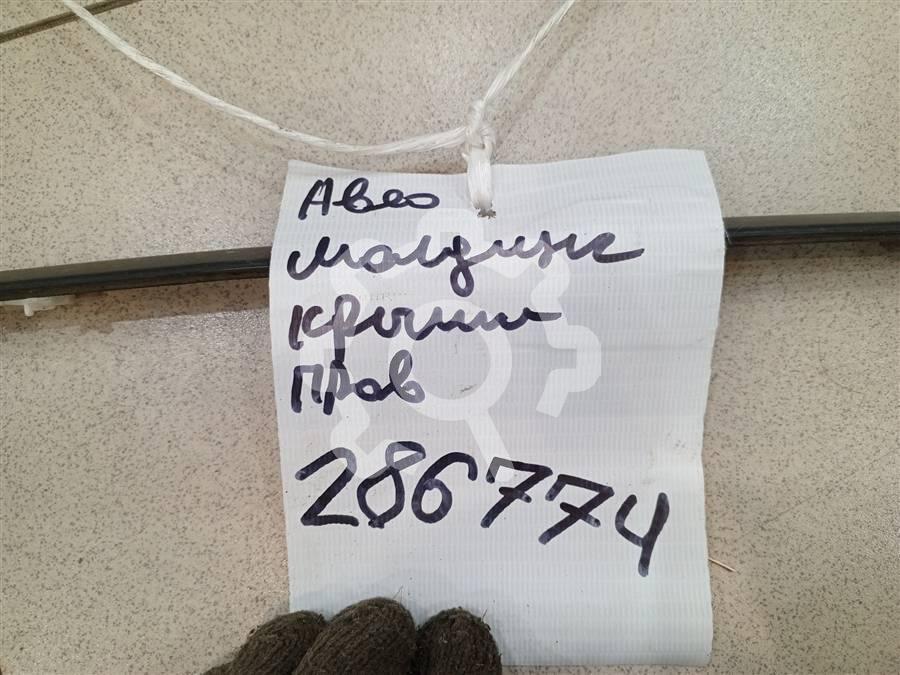 Авео
молдинг
крыши
прав
286774